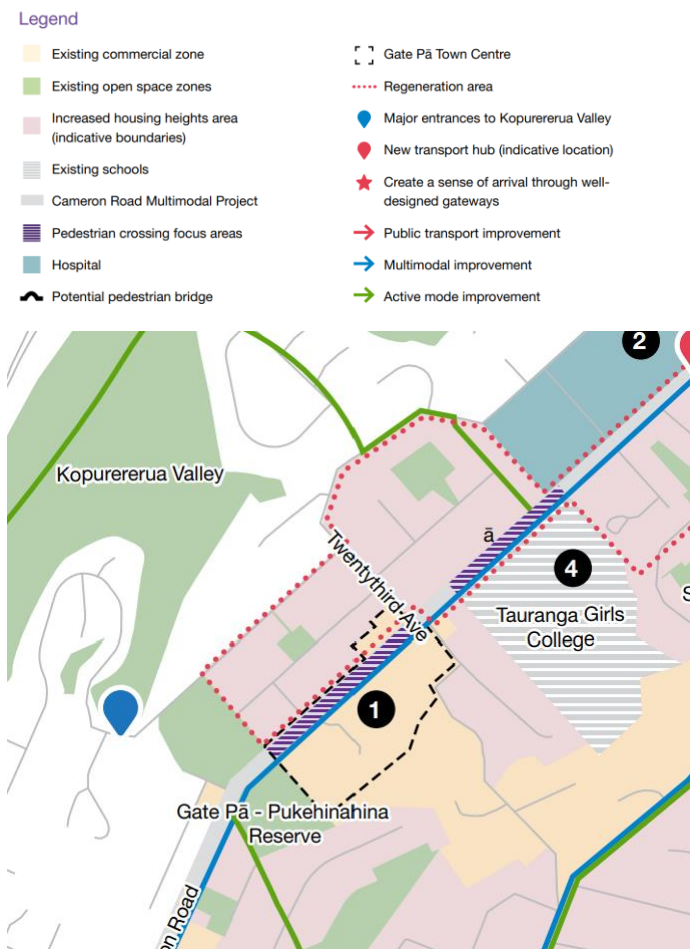 Legend
Existing commercial zone
Existing open space zones
Increased housing heights area
(indicative boundaries)
Existing schools
Cameron Road Multimodal Project
Pedestrian crossing focus areas
Hospital
Potential pedestrian bridge
Gate Pā Town Centre
Regeneration area
Major entrances to Kopurererua Valley
New transport hub (indicative location)
Create a sense of arrival through well-
designed gateways
Public transport improvement
Multimodal improvement
Active mode improvement
2
Kopurererua Valley
ā
Twentythird Ave
4
Tauranga Girls
College
S
1
Gate Pā - Pukehinahina
Reserve
on Road